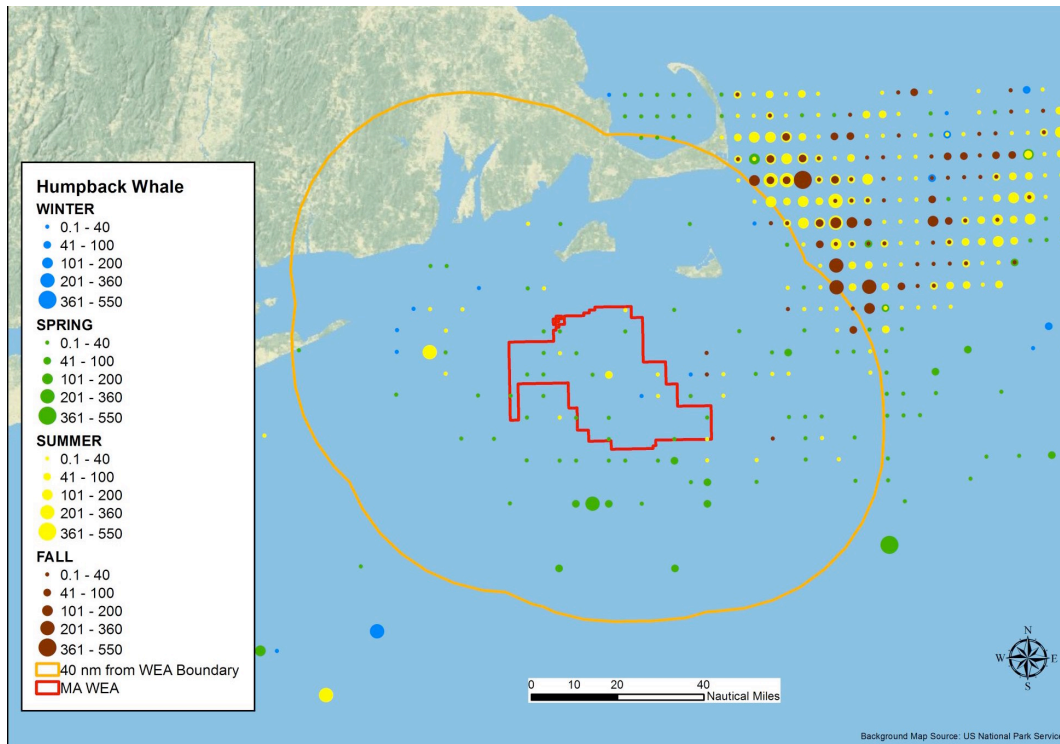 Humpback Whale
WINTER
0.1 - 40
41 - 100
101 - 200
201 - 360
361 - 550
SPRING
0.1 - 40
41 - 100
101 - 200
201 - 360
361 - 550
SUMMER
0.1 - 40
41 - 100
101 - 200
201 - 360
361 - 550
FALL
0.1 - 40
41 - 100
101 - 200
201 - 360
361 - 550
40 nm from WEA Boundary
MA WEA
0 10 20 40
Nautical Miles
N
W E
S
Background Map Source: US National Park Servic